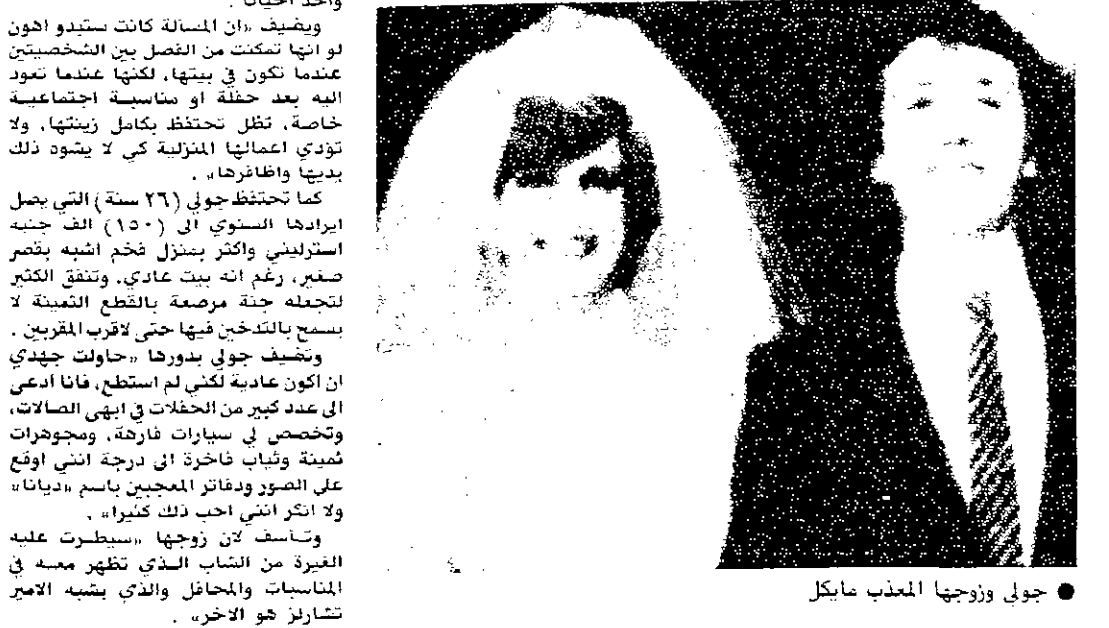 واحد احيانا .
ويضيف «ان المسألة كانت ستبدو اهون
لو انها تمكنت من الفصل بين الشخصيتين
عندما تكون في بيتها، لكنها عندما تعود
اليه بعد حفلة او مناسبة اجتماعية
خاصة، تظل تحتفظ بكامل زينتها، ولا
تؤدي اعمالها المنزلية كي لا يشوه ذلك
يديها واظافرها» .
كما تحتفظ جولي (٢٦ سنة) التي يصل
ايرادها السنوي الى (١٥٠) الف جنيه
استرليني واكثر بمنزل فخم اشبه بقصر
صغير، رغم انه بيت عادي. وتنفق الكثير
لتجعله جنة مرصعة بالقطع الثمينة لا
يسمح بالتدخين فيها حتى لاقرب المقربين .
وتضيف جولي بدورها «حاولت جهدي
ان اكون عادية لكني لم استطع، فانا أدعى
الى عدد كبير من الحفلات في ابهى الصالات،
وتخصص لي سيارات فارهة، ومجوهرات
ثمينة وثياب فاخرة الى درجة انني اوقع
على الصور ودفاتر المعجبين باسم «ديانا»
ولا انكر انني احب ذلك كثيرا» .
وتأسف لان زوجها «سيطرت عليه
الغيرة من الشاب الذي تظهر معه في
المناسبات والمحافل والذي يشبه الامير
تشارلز هو الاخر» .
● جولي وزوجها المعذب مايكل